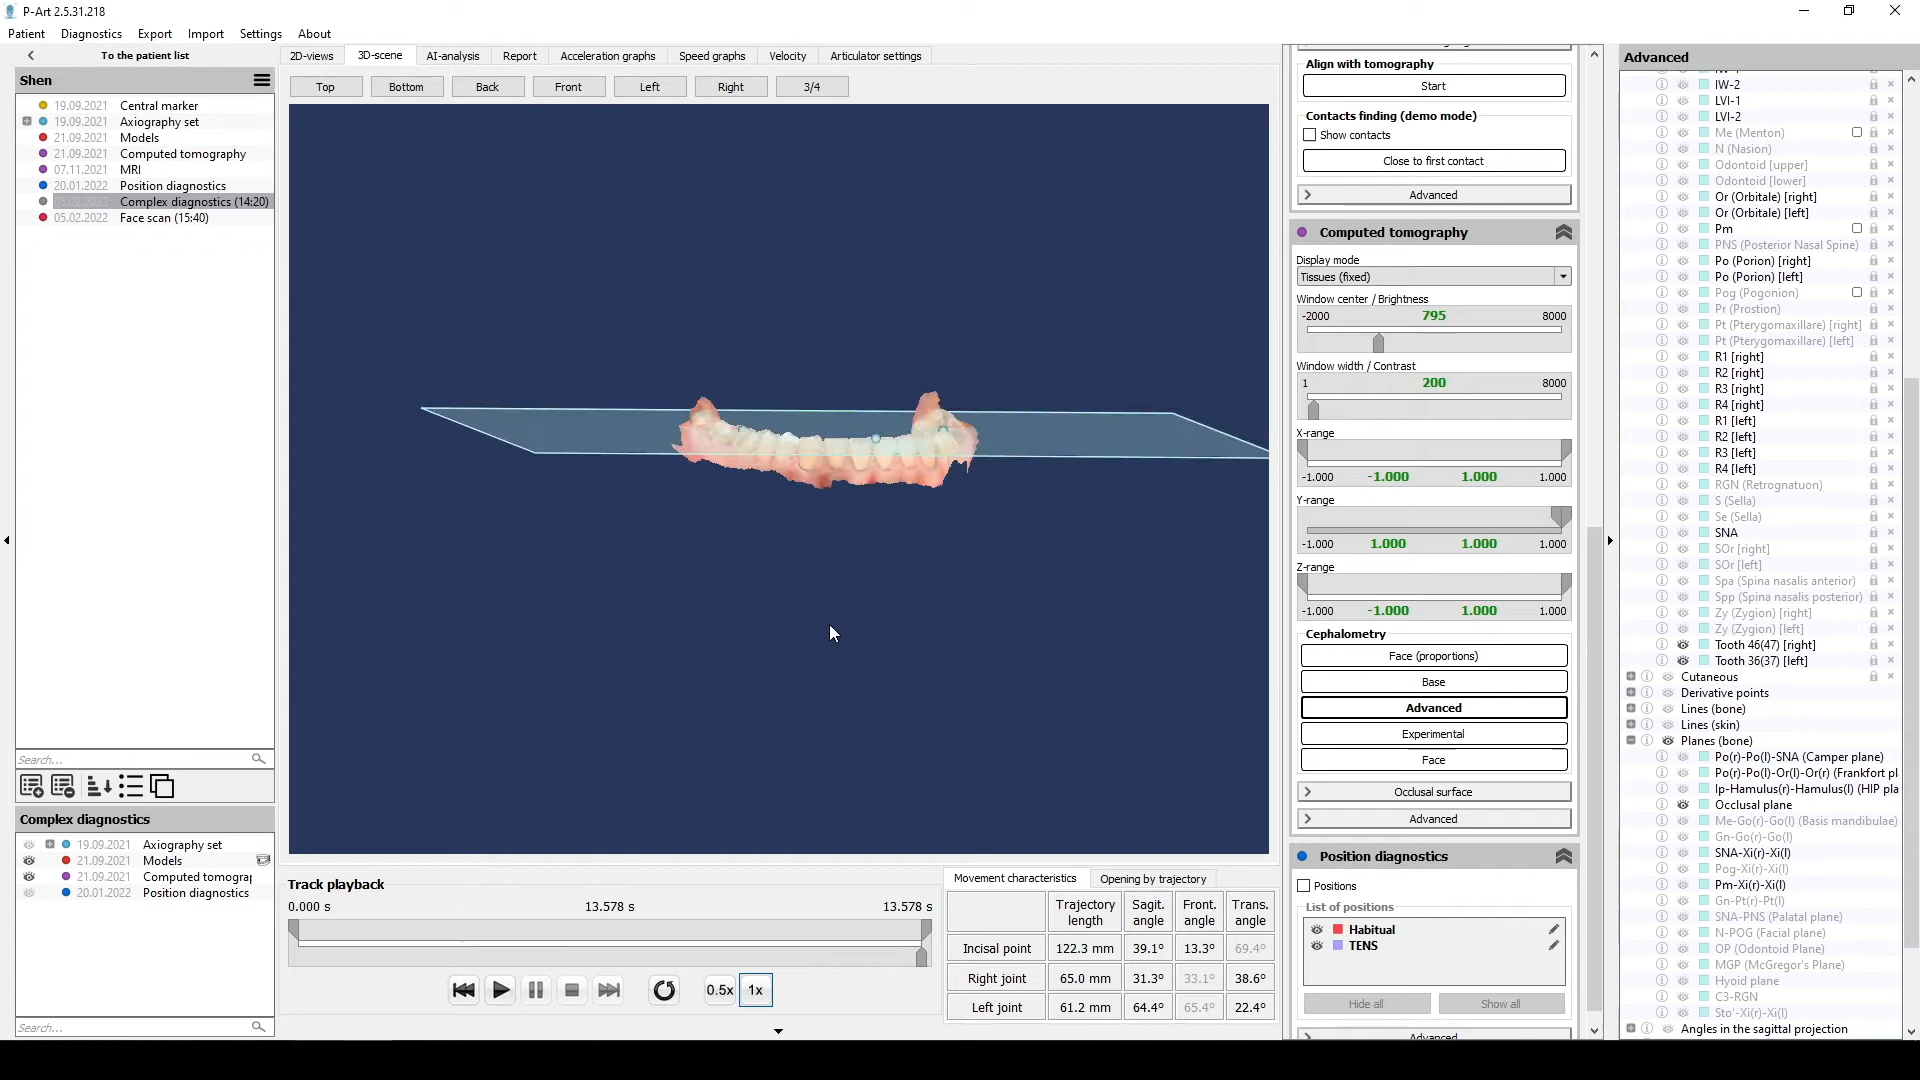 P-Art 2.5.31.218
Patient Diagnostics Export Import Settings About
To the patient list
Shen
19.09.2021 Central marker
19.09.2021 Axiography set
21.09.2021 Models
21.09.2021 Computed tomography
07.11.2021 MRI
20.01.2022 Position diagnostics
05.02.2022 Complex diagnostics (14:20)
05.02.2022 Face scan (15:40)
Search...
Complex diagnostics
19.09.2021 Axiography set
21.09.2021 Models
21.09.2021 Computed tomograp
20.01.2022 Position diagnostics
Search...
2D-views 3D-scene AI-analysis Report Acceleration graphs Speed graphs Velocity Articulator settings
Top Bottom Back Front Left Right 3/4
Track playback
0.000 s 13.578 s 13.578 s
0.5x 1x
Movement characteristics Opening by trajectory
Trajectory length Sagit. angle Front. angle Trans. angle
Incisal point 122.3 mm 39.1º 13.3º 69.4º
Right joint 65.0 mm 31.3º 33.1º 38.6º
Left joint 61.2 mm 64.4º 65.4º 22.4º
Align with tomography
Start
Contacts finding (demo mode)
Show contacts
Close to first contact
Advanced
Computed tomography
Display mode
Tissues (fixed)
Window center / Brightness
-2000 795 8000
Window width / Contrast
1 200 8000
X-range
-1.000 -1.000 1.000 1.000
Y-range
-1.000 1.000 1.000 1.000
Z-range
-1.000 -1.000 1.000 1.000
Cephalometry
Face (proportions)
Base
Advanced
Experimental
Face
Occlusal surface
Advanced
Position diagnostics
Positions
List of positions
Habitual
TENS
Hide all Show all
Advanced
Advanced
IW-2
LVI-1
LVI-2
Me (Menton)
N (Nasion)
Odontoid [upper]
Odontoid [lower]
Or (Orbitale) [right]
Or (Orbitale) [left]
Pm
PNS (Posterior Nasal Spine)
Po (Porion) [right]
Po (Porion) [left]
Pog (Pogonion)
Pr (Prostion)
Pt (Pterygomaxillare) [right]
Pt (Pterygomaxillare) [left]
R1 [right]
R2 [right]
R3 [right]
R4 [right]
R1 [left]
R2 [left]
R3 [left]
R4 [left]
RGN (Retrognatuon)
S (Sella)
Se (Sella)
SNA
SOr [right]
SOr [left]
Spa (Spina nasalis anterior)
Spp (Spina nasalis posterior)
Zy (Zygion) [right]
Zy (Zygion) [left]
Tooth 46(47) [right]
Tooth 36(37) [left]
Cutaneous
Derivative points
Lines (bone)
Lines (skin)
Planes (bone)
Po(r)-Po(l)-SNA (Camper plane)
Po(r)-Po(l)-Or(l)-Or(r) (Frankfort pl
Ip-Hamulus(r)-Hamulus(l) (HIP pla
Occlusal plane
Me-Go(r)-Go(l) (Basis mandibulae)
Gn-Go(r)-Go(l)
SNA-Xi(r)-Xi(l)
Pog-Xi(r)-Xi(l)
Pm-Xi(r)-Xi(l)
Gn-Pt(r)-Pt(l)
SNA-PNS (Palatal plane)
N-POG (Facial plane)
OP (Odontoid Plane)
MGP (McGregor's Plane)
Hyoid plane
C3-RGN
Sto'-Xi(r)-Xi(l)
Angles in the sagittal projection